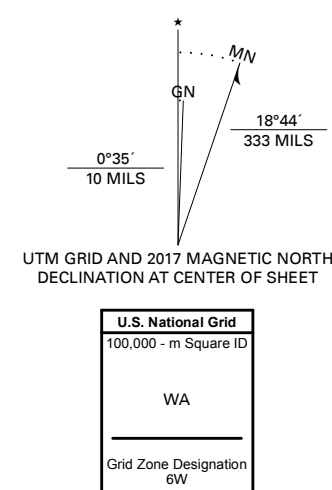 ★
MN
GN
18°44´
333 MILS
0°35´
10 MILS
UTM GRID AND 2017 MAGNETIC NORTH
DECLINATION AT CENTER OF SHEET
U.S. National Grid
100,000 - m Square ID
WA
Grid Zone Designation
6W